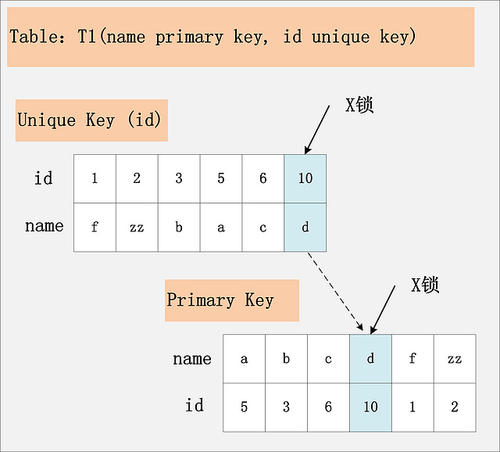 Table: T1(name primary key, id unique key)
X锁
Unique Key (id)
id 1 2 3 5 6 10
name f zz b a c d
X锁
Primary Key
name a b c d f zz
id 5 3 6 10 1 2